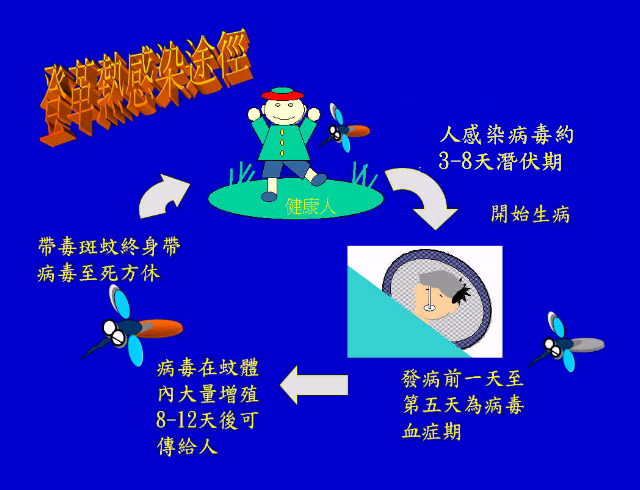 登革熱感染途徑
人感染病毒約
3-8天潛伏期
健康人
開始生病
帶毒斑蚊終身帶
病毒至死方休
病毒在蚊體
內大量增殖
8-12天後可
傳給人
發病前一天至
第五天為病毒
血症期